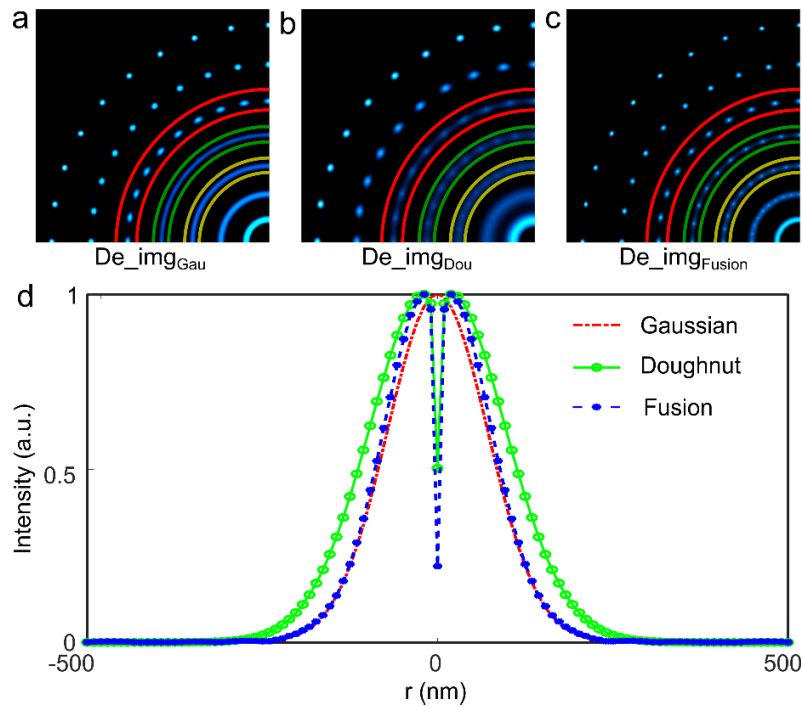 a b c
De_imgGau De_imgDou De_imgFusion
d
1
Gaussian
Doughnut
Fusion
0.5
Intensity (a.u.)
0
-500 0 500
r (nm)